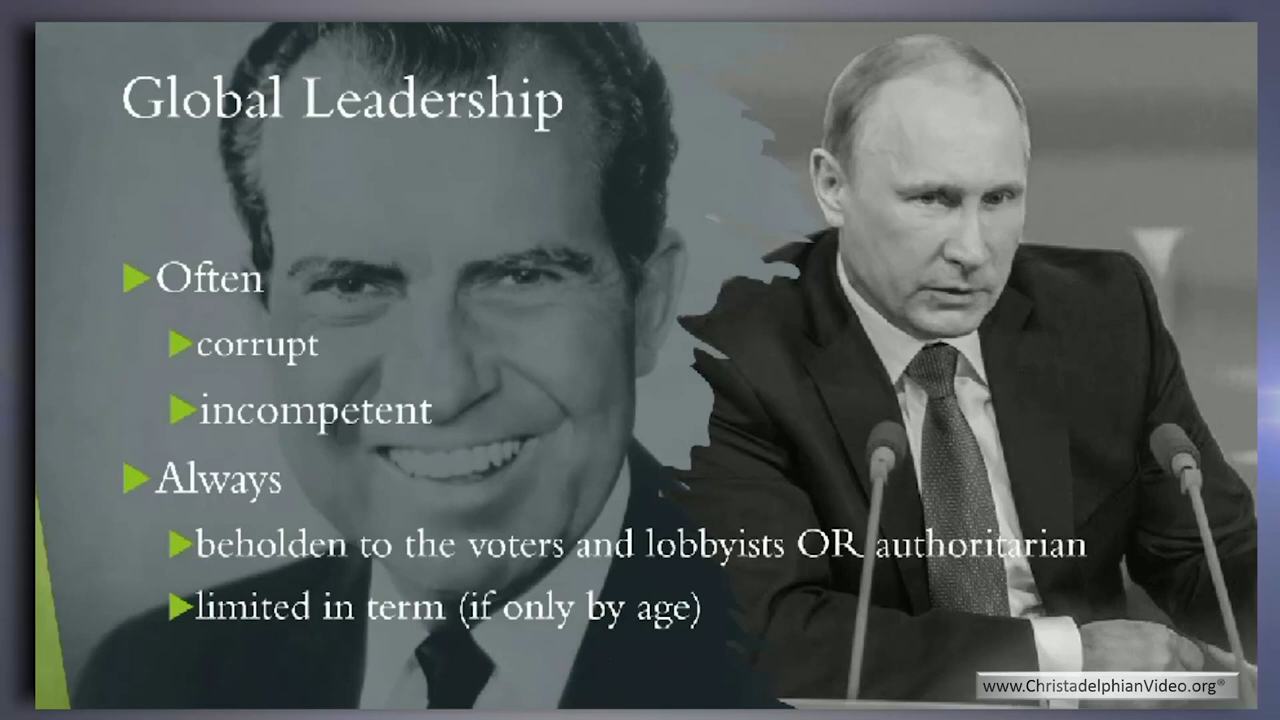 Global Leadership
Often
corrupt
incompetent
Always
beholden to the voters and lobbyists OR authoritarian
limited in term (if only by age)
www.ChristadelphianVideo.org®